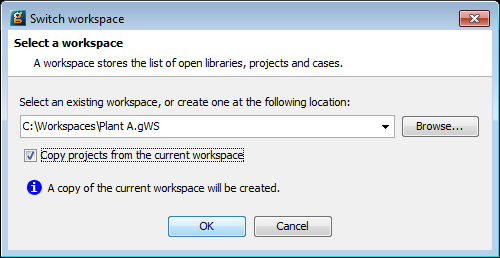 Switch workspace
Select a workspace
A workspace stores the list of open libraries, projects and cases.
Select an existing workspace, or create one at the following location:
C:\Workspaces\Plant A.gWS
Browse...
Copy projects from the current workspace
A copy of the current workspace will be created.
OK
Cancel